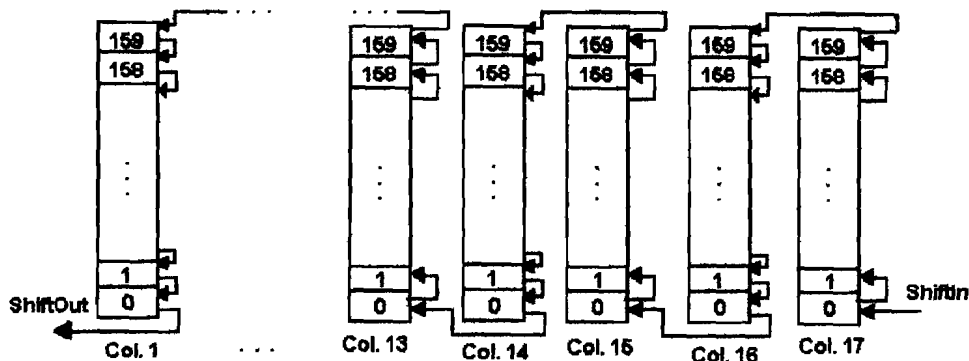 159 159 159 159 159 159
158 158 158 158 158 158
1 1 1 1 1 1
ShiftOut 0 0 0 0 0 0 ShiftIn
Col. 1 Col. 13 Col. 14 Col. 15 Col. 16 Col. 17